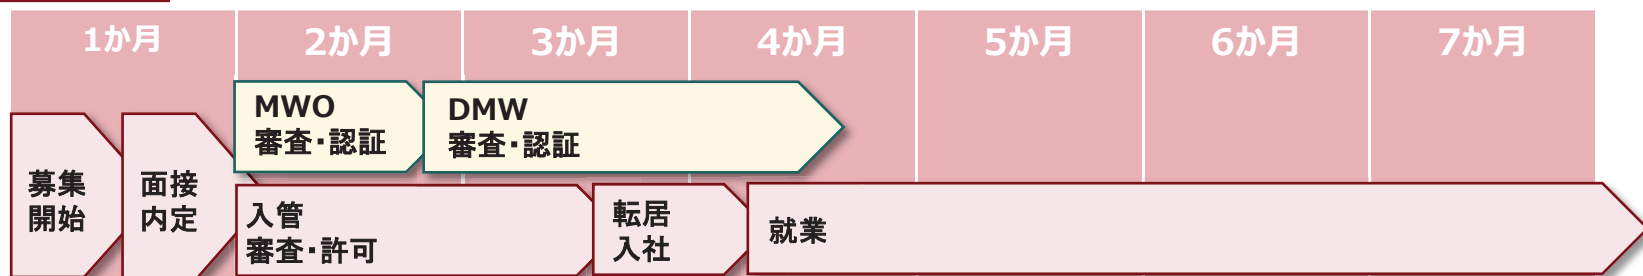 1か月
2か月
3か月
4か月
5か月
6か月
7か月
MWO
審査・認証
DMW
審査・認証
募集
開始
面接
内定
入管
審査・許可
転居
入社
就業